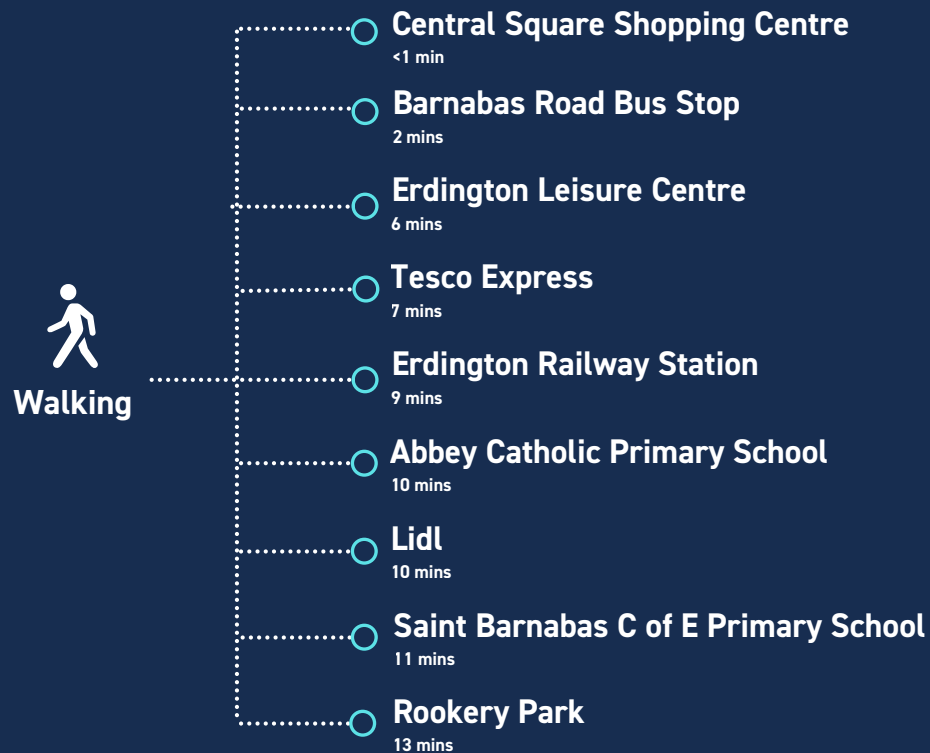 Central Square Shopping Centre
<1 min
Barnabas Road Bus Stop
2 mins
Erdington Leisure Centre
6 mins
Tesco Express
7 mins
Erdington Railway Station
9 mins
Walking
Abbey Catholic Primary School
10 mins
Lidl
10 mins
Saint Barnabas C of E Primary School
11 mins
Rookery Park
13 mins